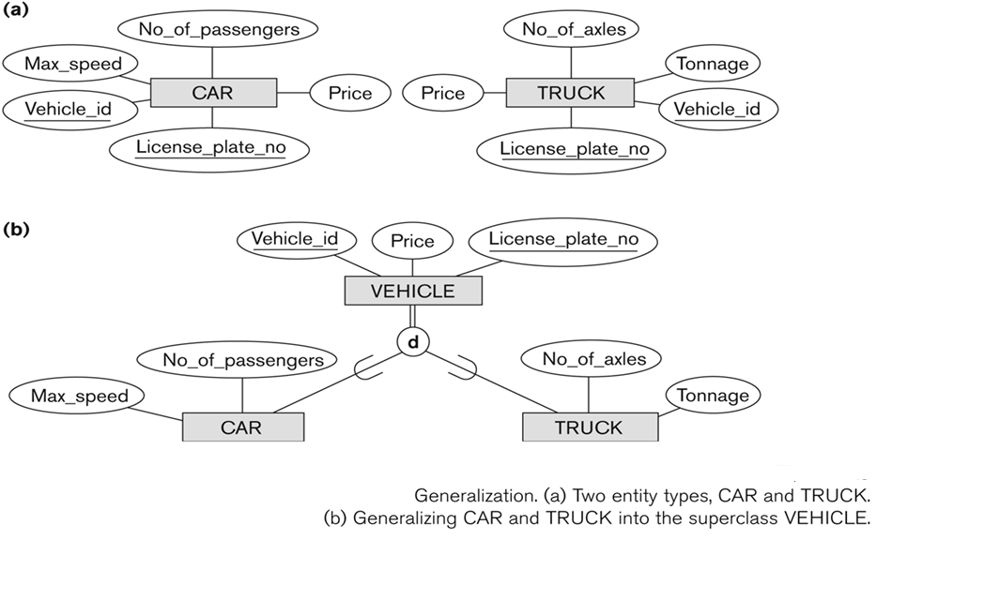 (a)
No_of_passengers
No_of_axles
Max_speed
Tonnage
CAR
Price
Price
TRUCK
Vehicle_id
Vehicle_id
License_plate_no
License_plate_no
(b)
Vehicle_id
Price
License_plate_no
VEHICLE
d
No_of_passengers
No_of_axles
Max_speed
Tonnage
CAR
TRUCK
Generalization. (a) Two entity types, CAR and TRUCK.
(b) Generalizing CAR and TRUCK into the superclass VEHICLE.